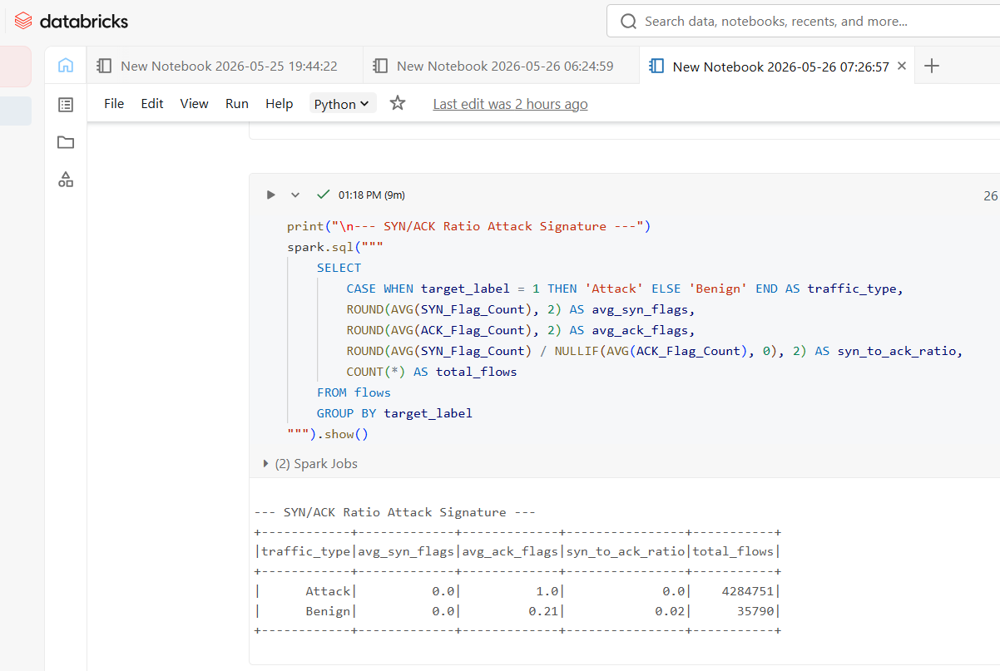 databricks
Search data, notebooks, recents, and more...
New Notebook 2026-05-25 19:44:22
New Notebook 2026-05-26 06:24:59
New Notebook 2026-05-26 07:26:57
File Edit View Run Help Python Last edit was 2 hours ago
01:18 PM (9m)
26
print("\n--- SYN/ACK Ratio Attack Signature ---")
spark.sql("""
    SELECT
        CASE WHEN target_label = 1 THEN 'Attack' ELSE 'Benign' END AS traffic_type,
        ROUND(AVG(SYN_Flag_Count), 2) AS avg_syn_flags,
        ROUND(AVG(ACK_Flag_Count), 2) AS avg_ack_flags,
        ROUND(AVG(SYN_Flag_Count) / NULLIF(AVG(ACK_Flag_Count), 0), 2) AS syn_to_ack_ratio,
        COUNT(*) AS total_flows
    FROM flows
    GROUP BY target_label
""").show()
(2) Spark Jobs
--- SYN/ACK Ratio Attack Signature ---
+------------+-------------+-------------+----------------+-----------+
|traffic_type|avg_syn_flags|avg_ack_flags|syn_to_ack_ratio|total_flows|
+------------+-------------+-------------+----------------+-----------+
|      Attack|          0.0|          1.0|             0.0|    4284751|
|      Benign|          0.0|         0.21|            0.02|      35790|
+------------+-------------+-------------+----------------+-----------+